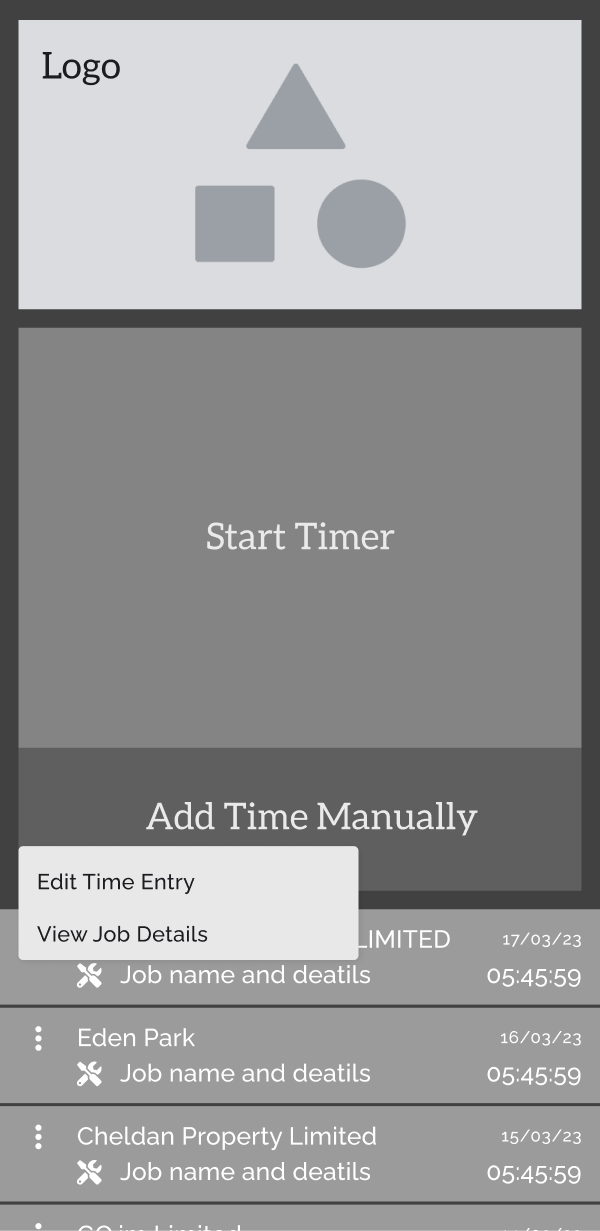 Logo
Start Timer
Add Time Manually
Edit Time Entry
View Job Details
LIMITED 17/03/23
Job name and deatils 05:45:59
Eden Park 16/03/23
Job name and deatils 05:45:59
Cheldan Property Limited 15/03/23
Job name and deatils 05:45:59